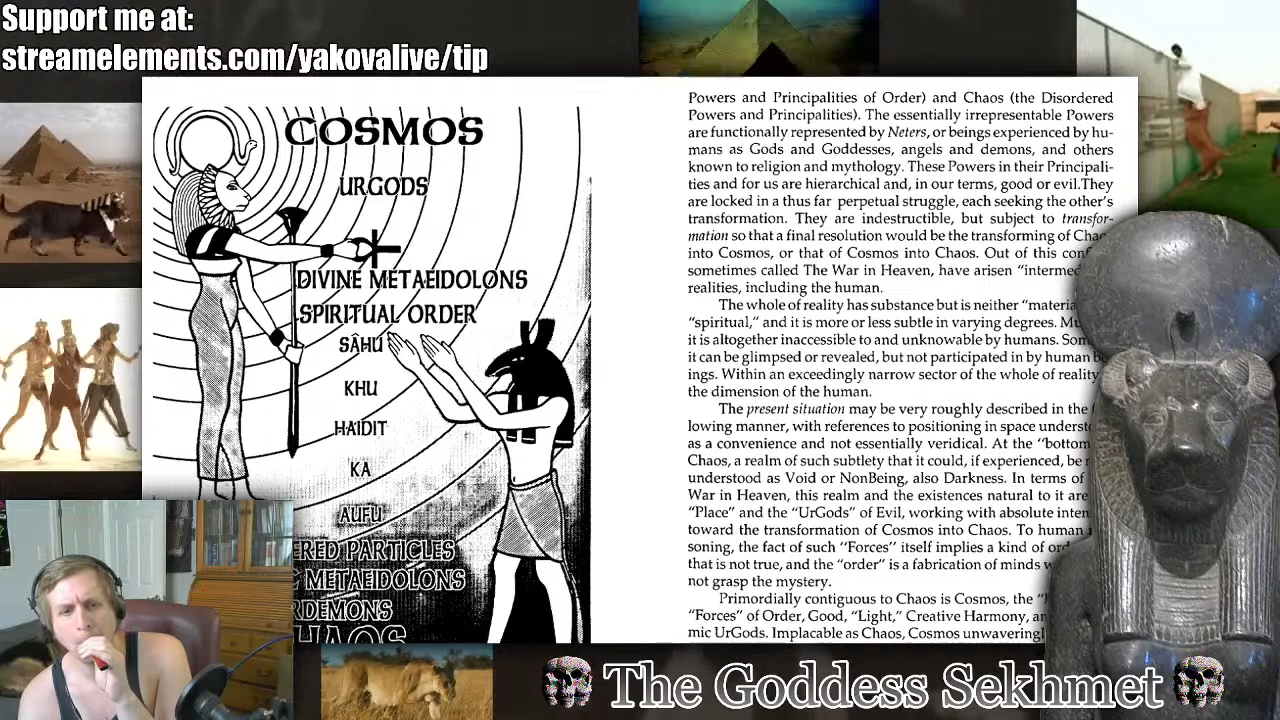 Support me at:
streamelements.com/yakovalive/tip
COSMOS
URGODS
DIVINE METAEIDOLONS
SPIRITUAL ORDER
SÂHU
KHU
HAIDIT
KA
AUFU
PARTICLES
METAEIDOLONS
CHAOS
Powers and Principalities of Order) and Chaos (the Disordered
Powers and Principalities). The essentially irrepresentable Powers
are functionally represented by Neters, or beings experienced by hu-
mans as Gods and Goddesses, angels and demons, and others
known to religion and mythology. These Powers in their Principali-
ties and for us are hierarchical and, in our terms, good or evil.They
are locked in a thus far perpetual struggle, each seeking the other's
transformation. They are indestructible, but subject to transfor-
mation so that a final resolution would be the transforming of
into Cosmos, or that of Cosmos into Chaos. Out of this
sometimes called The War in Heaven, have arisen
realities, including the human.
The whole of reality has substance but is neither
"spiritual," and it is more or less subtle in varying degrees.
it is altogether inaccessible to and unknowable by humans.
it can be glimpsed or revealed, but not participated in by human
ings. Within an exceedingly narrow sector of the whole of reality
the dimension of the human.
The present situation may be very roughly described in the
lowing manner, with references to positioning in space
as a convenience and not essentially veridical. At the "bottom
Chaos, a realm of such subtlety that it could, if experienced, be
understood as Void or NonBeing, also Darkness. In terms of
War in Heaven, this realm and the existences natural to it are
"Place" and the "UrGods" of Evil, working with absolute
toward the transformation of Cosmos into Chaos. To human
soning, the fact of such "Forces" itself implies a kind of
that is not true, and the "order" is a fabrication of minds
not grasp the mystery.
Primordially contiguous to Chaos is Cosmos, the
"Forces" of Order, Good, "Light," Creative Harmony,
mic UrGods. Implacable as Chaos, Cosmos
The Goddess Sekhmet